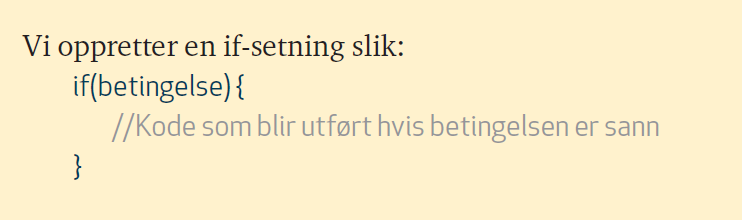 Vi oppretter en if-setning slik:
if(betingelse) {
//Kode som blir utført hvis betingelsen er sann
}